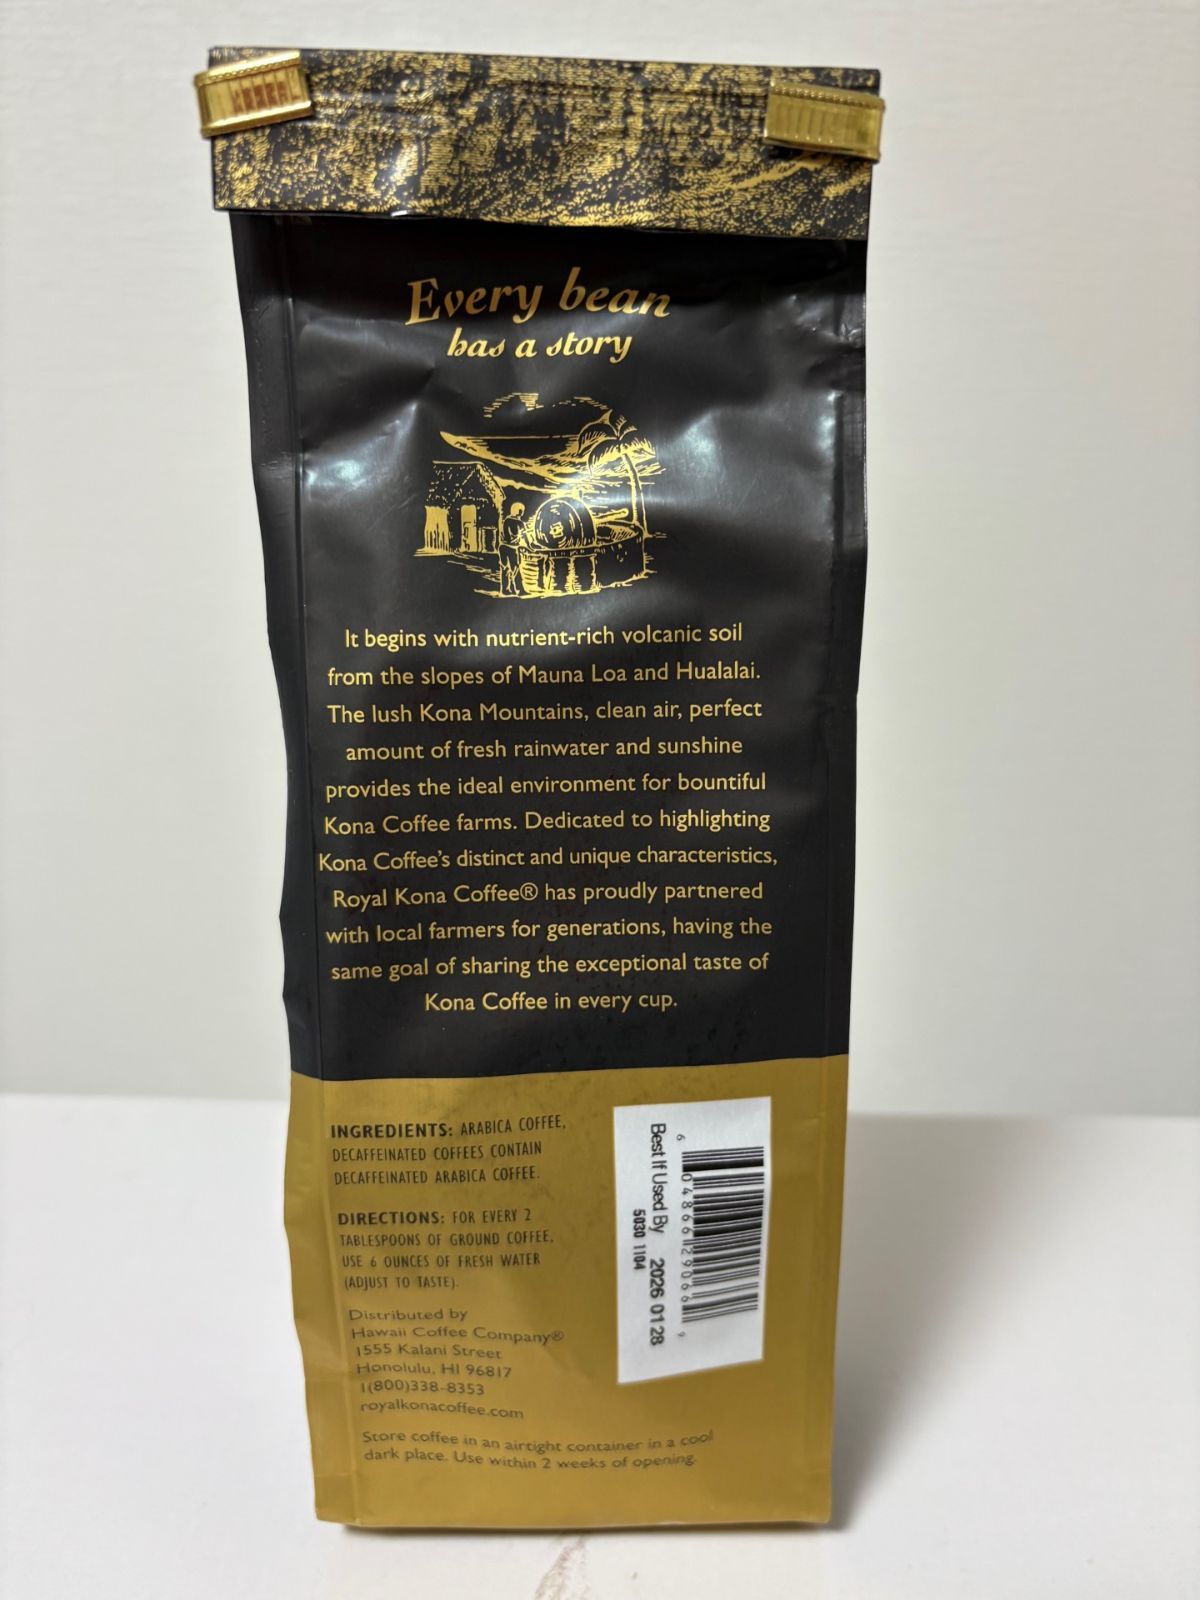 Every bean
has a story
It begins with nutrient-rich volcanic soil
from the slopes of Mauna Loa and Hualalai.
The lush Kona Mountains, clean air, perfect
amount of fresh rainwater and sunshine
provides the ideal environment for bountiful
Kona Coffee farms. Dedicated to highlighting
Kona Coffee's distinct and unique characteristics,
Royal Kona Coffee® has proudly partnered
with local farmers for generations, having the
same goal of sharing the exceptional taste of
Kona Coffee in every cup.
INGREDIENTS: ARABICA COFFEE,
DECAFFEINATED COFFEES CONTAIN
DECAFFEINATED ARABICA COFFEE.
DIRECTIONS: FOR EVERY 2
TABLESPOONS OF GROUND COFFEE,
USE 6 OUNCES OF FRESH WATER
(ADJUST TO TASTE).
Distributed by
Hawaii Coffee Company®
1555 Kalani Street
Honolulu, HI 96817
1(800)338-8353
royalkonacoffee.com
Store coffee in an airtight container in a cool
dark place. Use within 2 weeks of opening.
6 04866 29066 9
Best If Used By 2026 01 28
5030 1104